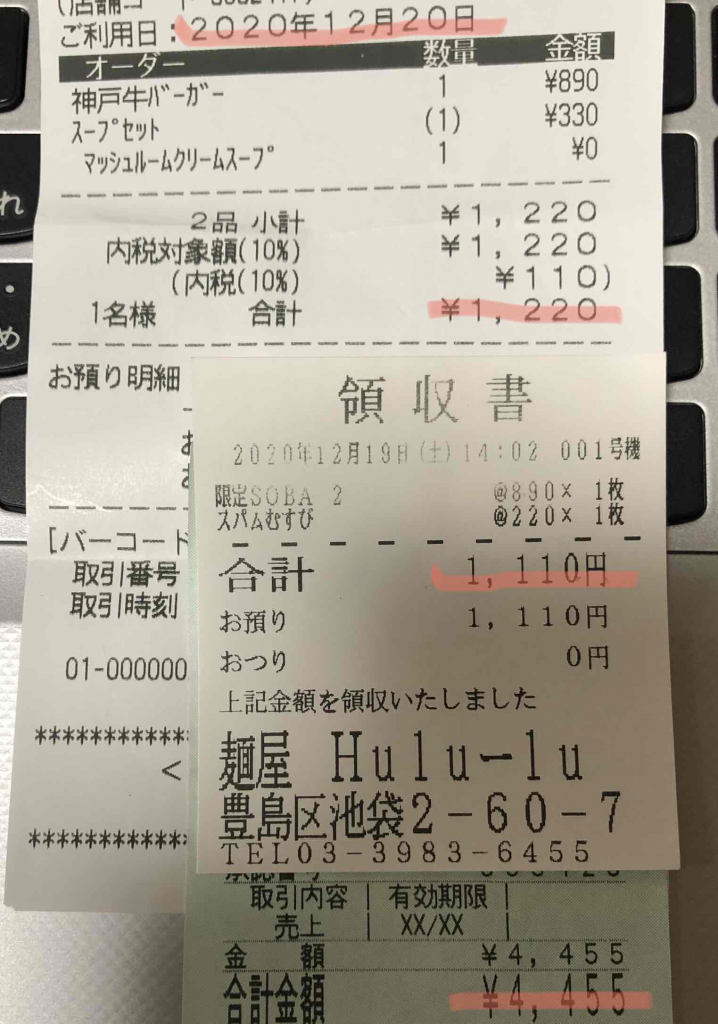 ご利用日：2020年12月20日
オーダー 数量 金額
神戸牛バーガー 1 ¥890
スープセット (1) ¥330
マッシュルームクリームスープ 1 ¥0
2品 小計 ¥1,220
内税対象額(10%) ¥1,220
(内税(10%) ¥110)
1名様 合計 ¥1,220
お預り明細
[バーコード
取引番号
取引時刻
01-000000
************
<
************
領収書
2020年12月19日(土)14:02 001号機
限定SOBA 2 @890× 1枚
スパムむすび @220× 1枚
合計 1,110円
お預り 1,110円
おつり 0円
上記金額を領収いたしました
麺屋 Hulu-lu
豊島区池袋2-60-7
TEL03-3983-6455
取引内容 有効期限
売上 XX/XX
金額 ¥4,455
合計金額 ¥4,455
れ
め